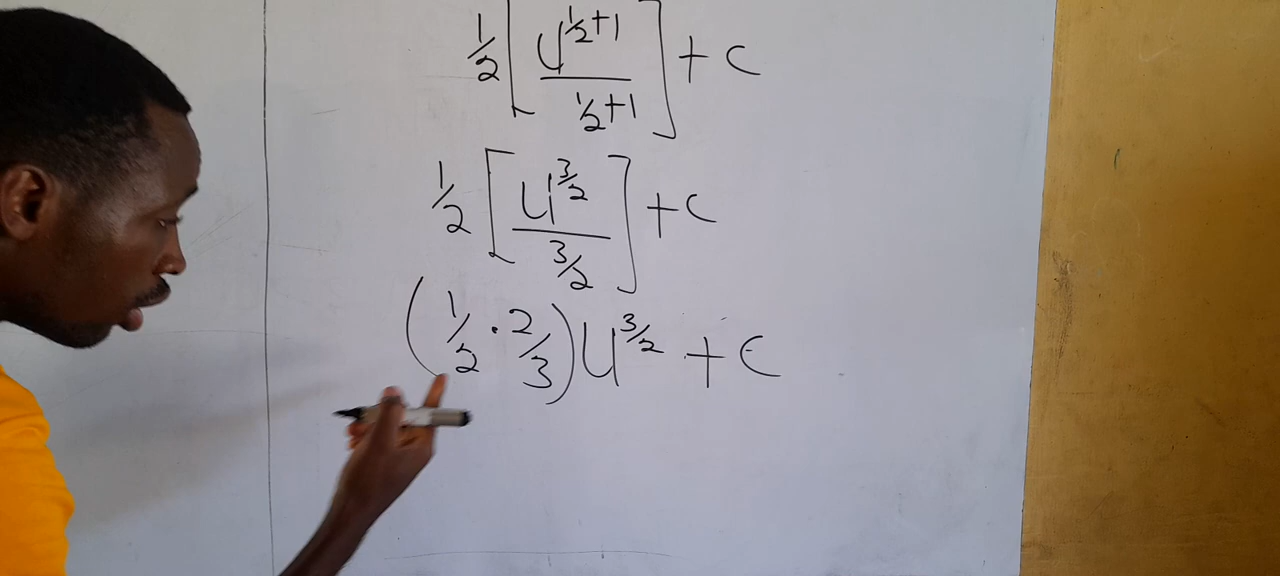 ½[U^(½+1) / (½+1)] + C
½[U^(3/2) / (3/2)] + C
(½ · 2/3)U^(3/2) + C